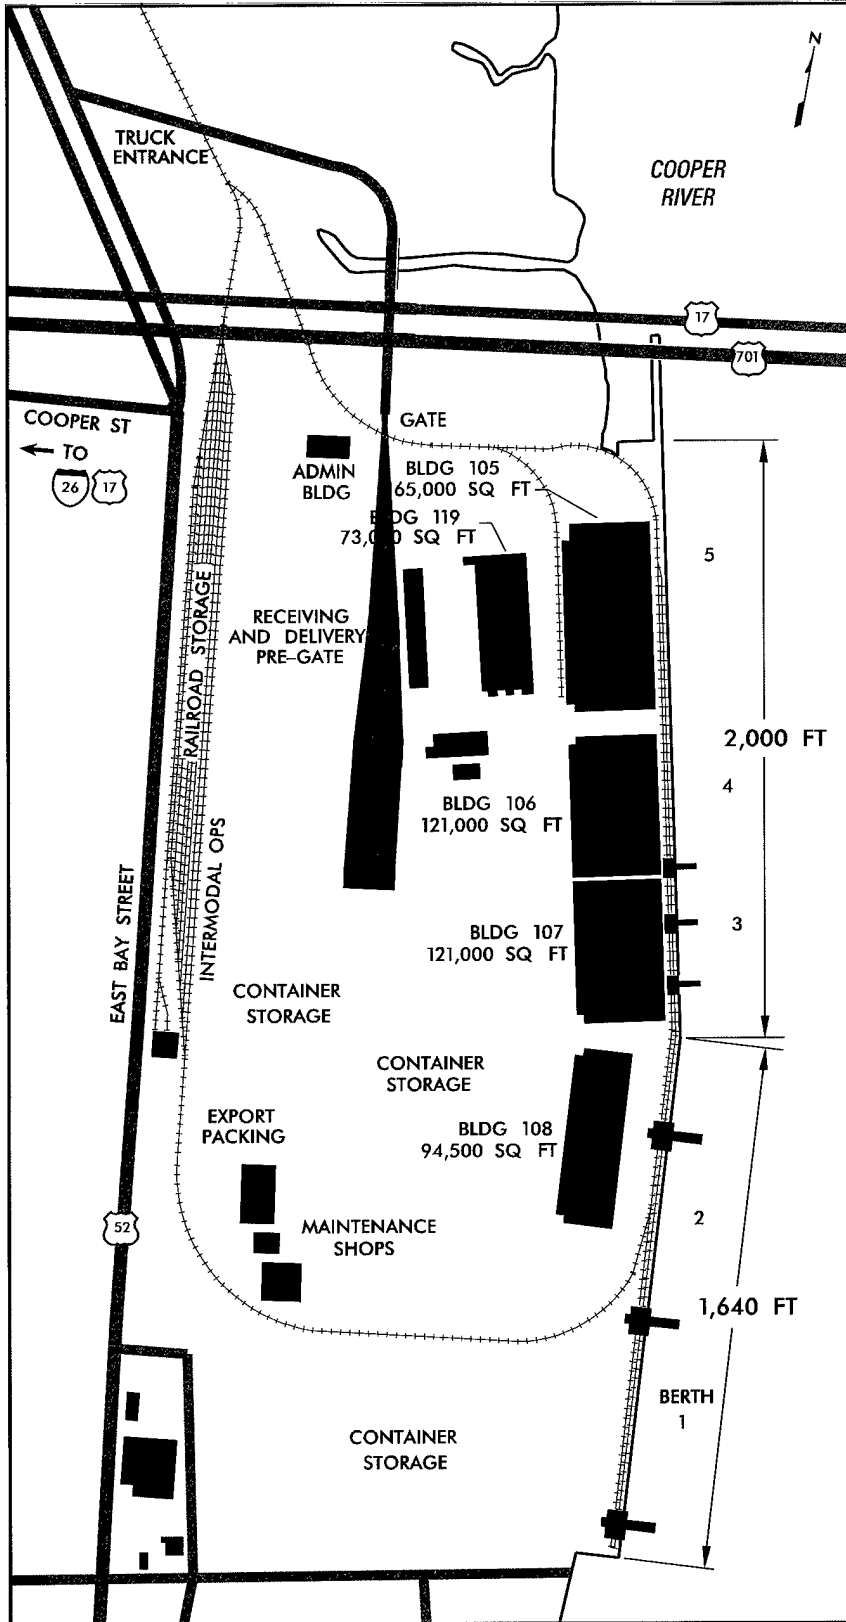 N
TRUCK
ENTRANCE
COOPER
RIVER
17
701
COOPER ST
← TO
26 17
GATE
ADMIN
BLDG
BLDG 105
65,000 SQ FT
BLDG 119
73,000 SQ FT
5
RECEIVING
AND DELIVERY
PRE-GATE
RAILROAD STORAGE
2,000 FT
4
BLDG 106
121,000 SQ FT
INTERMODAL OPS
EAST BAY STREET
3
BLDG 107
121,000 SQ FT
CONTAINER
STORAGE
CONTAINER
STORAGE
EXPORT
PACKING
BLDG 108
94,500 SQ FT
52
MAINTENANCE
SHOPS
2
1,640 FT
BERTH
1
CONTAINER
STORAGE